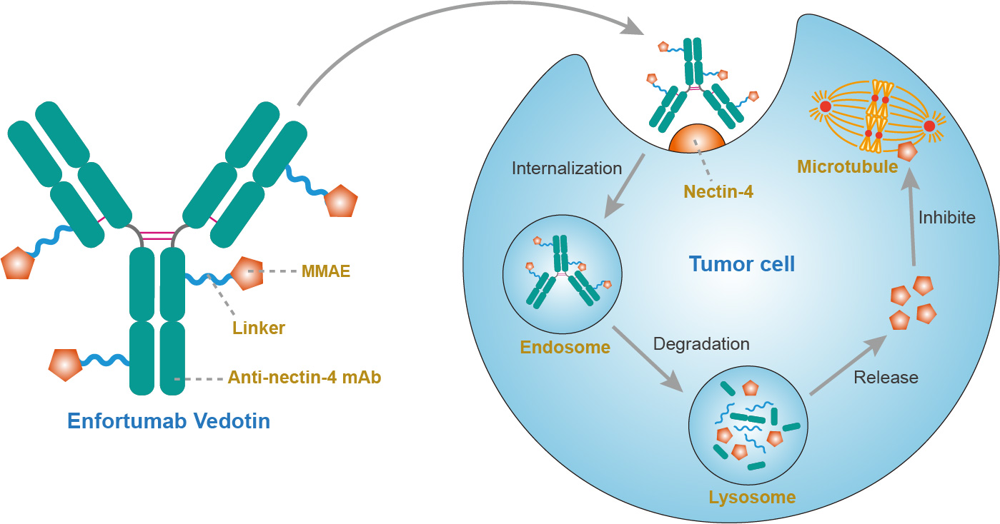 MMAE
Linker
Anti-nectin-4 mAb
Enfortumab Vedotin
Internalization
Nectin-4
Microtubule
Inhibite
Tumor cell
Endosome
Degradation
Release
Lysosome